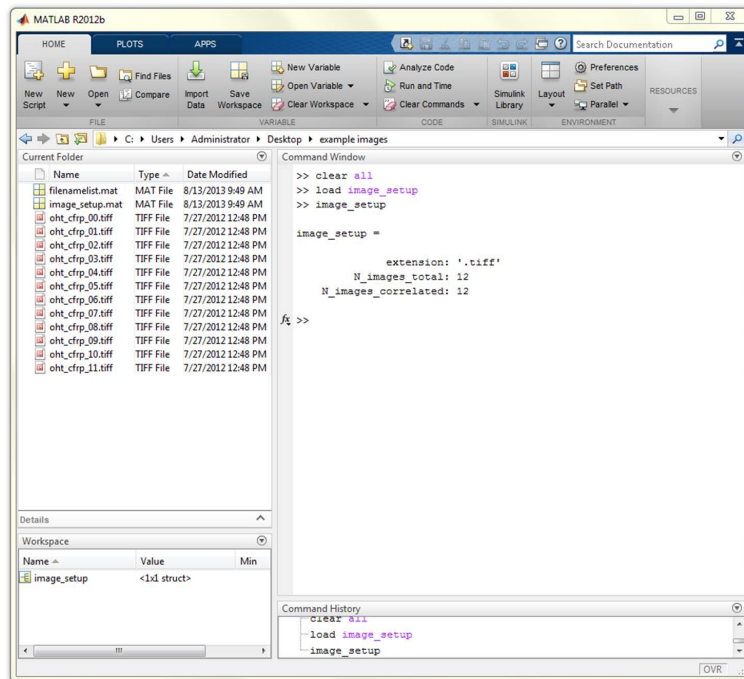 MATLAB R2012b
HOME PLOTS APPS
Search Documentation
New Script
New
Open
Find Files
Compare
Import Data
Save Workspace
New Variable
Open Variable
Clear Workspace
Analyze Code
Run and Time
Clear Commands
Simulink Library
Layout
Preferences
Set Path
Parallel
RESOURCES
FILE VARIABLE CODE SIMULINK ENVIRONMENT
C: Users Administrator Desktop example images
Current Folder
Name Type Date Modified
filenamelist.mat MAT File 8/13/2013 9:49 AM
image_setup.mat MAT File 8/13/2013 9:49 AM
oht_cfrp_00.tiff TIFF File 7/27/2012 12:48 PM
oht_cfrp_01.tiff TIFF File 7/27/2012 12:48 PM
oht_cfrp_02.tiff TIFF File 7/27/2012 12:48 PM
oht_cfrp_03.tiff TIFF File 7/27/2012 12:48 PM
oht_cfrp_04.tiff TIFF File 7/27/2012 12:48 PM
oht_cfrp_05.tiff TIFF File 7/27/2012 12:48 PM
oht_cfrp_06.tiff TIFF File 7/27/2012 12:48 PM
oht_cfrp_07.tiff TIFF File 7/27/2012 12:48 PM
oht_cfrp_08.tiff TIFF File 7/27/2012 12:48 PM
oht_cfrp_09.tiff TIFF File 7/27/2012 12:48 PM
oht_cfrp_10.tiff TIFF File 7/27/2012 12:48 PM
oht_cfrp_11.tiff TIFF File 7/27/2012 12:48 PM
Details
Workspace
Name Value Min
image_setup <1x1 struct>
Command Window
>> clear all
>> load image_setup
>> image_setup
image_setup =
extension: '.tiff'
N_images_total: 12
N_images_correlated: 12
fx >>
Command History
clear all
load image_setup
image_setup
OVR